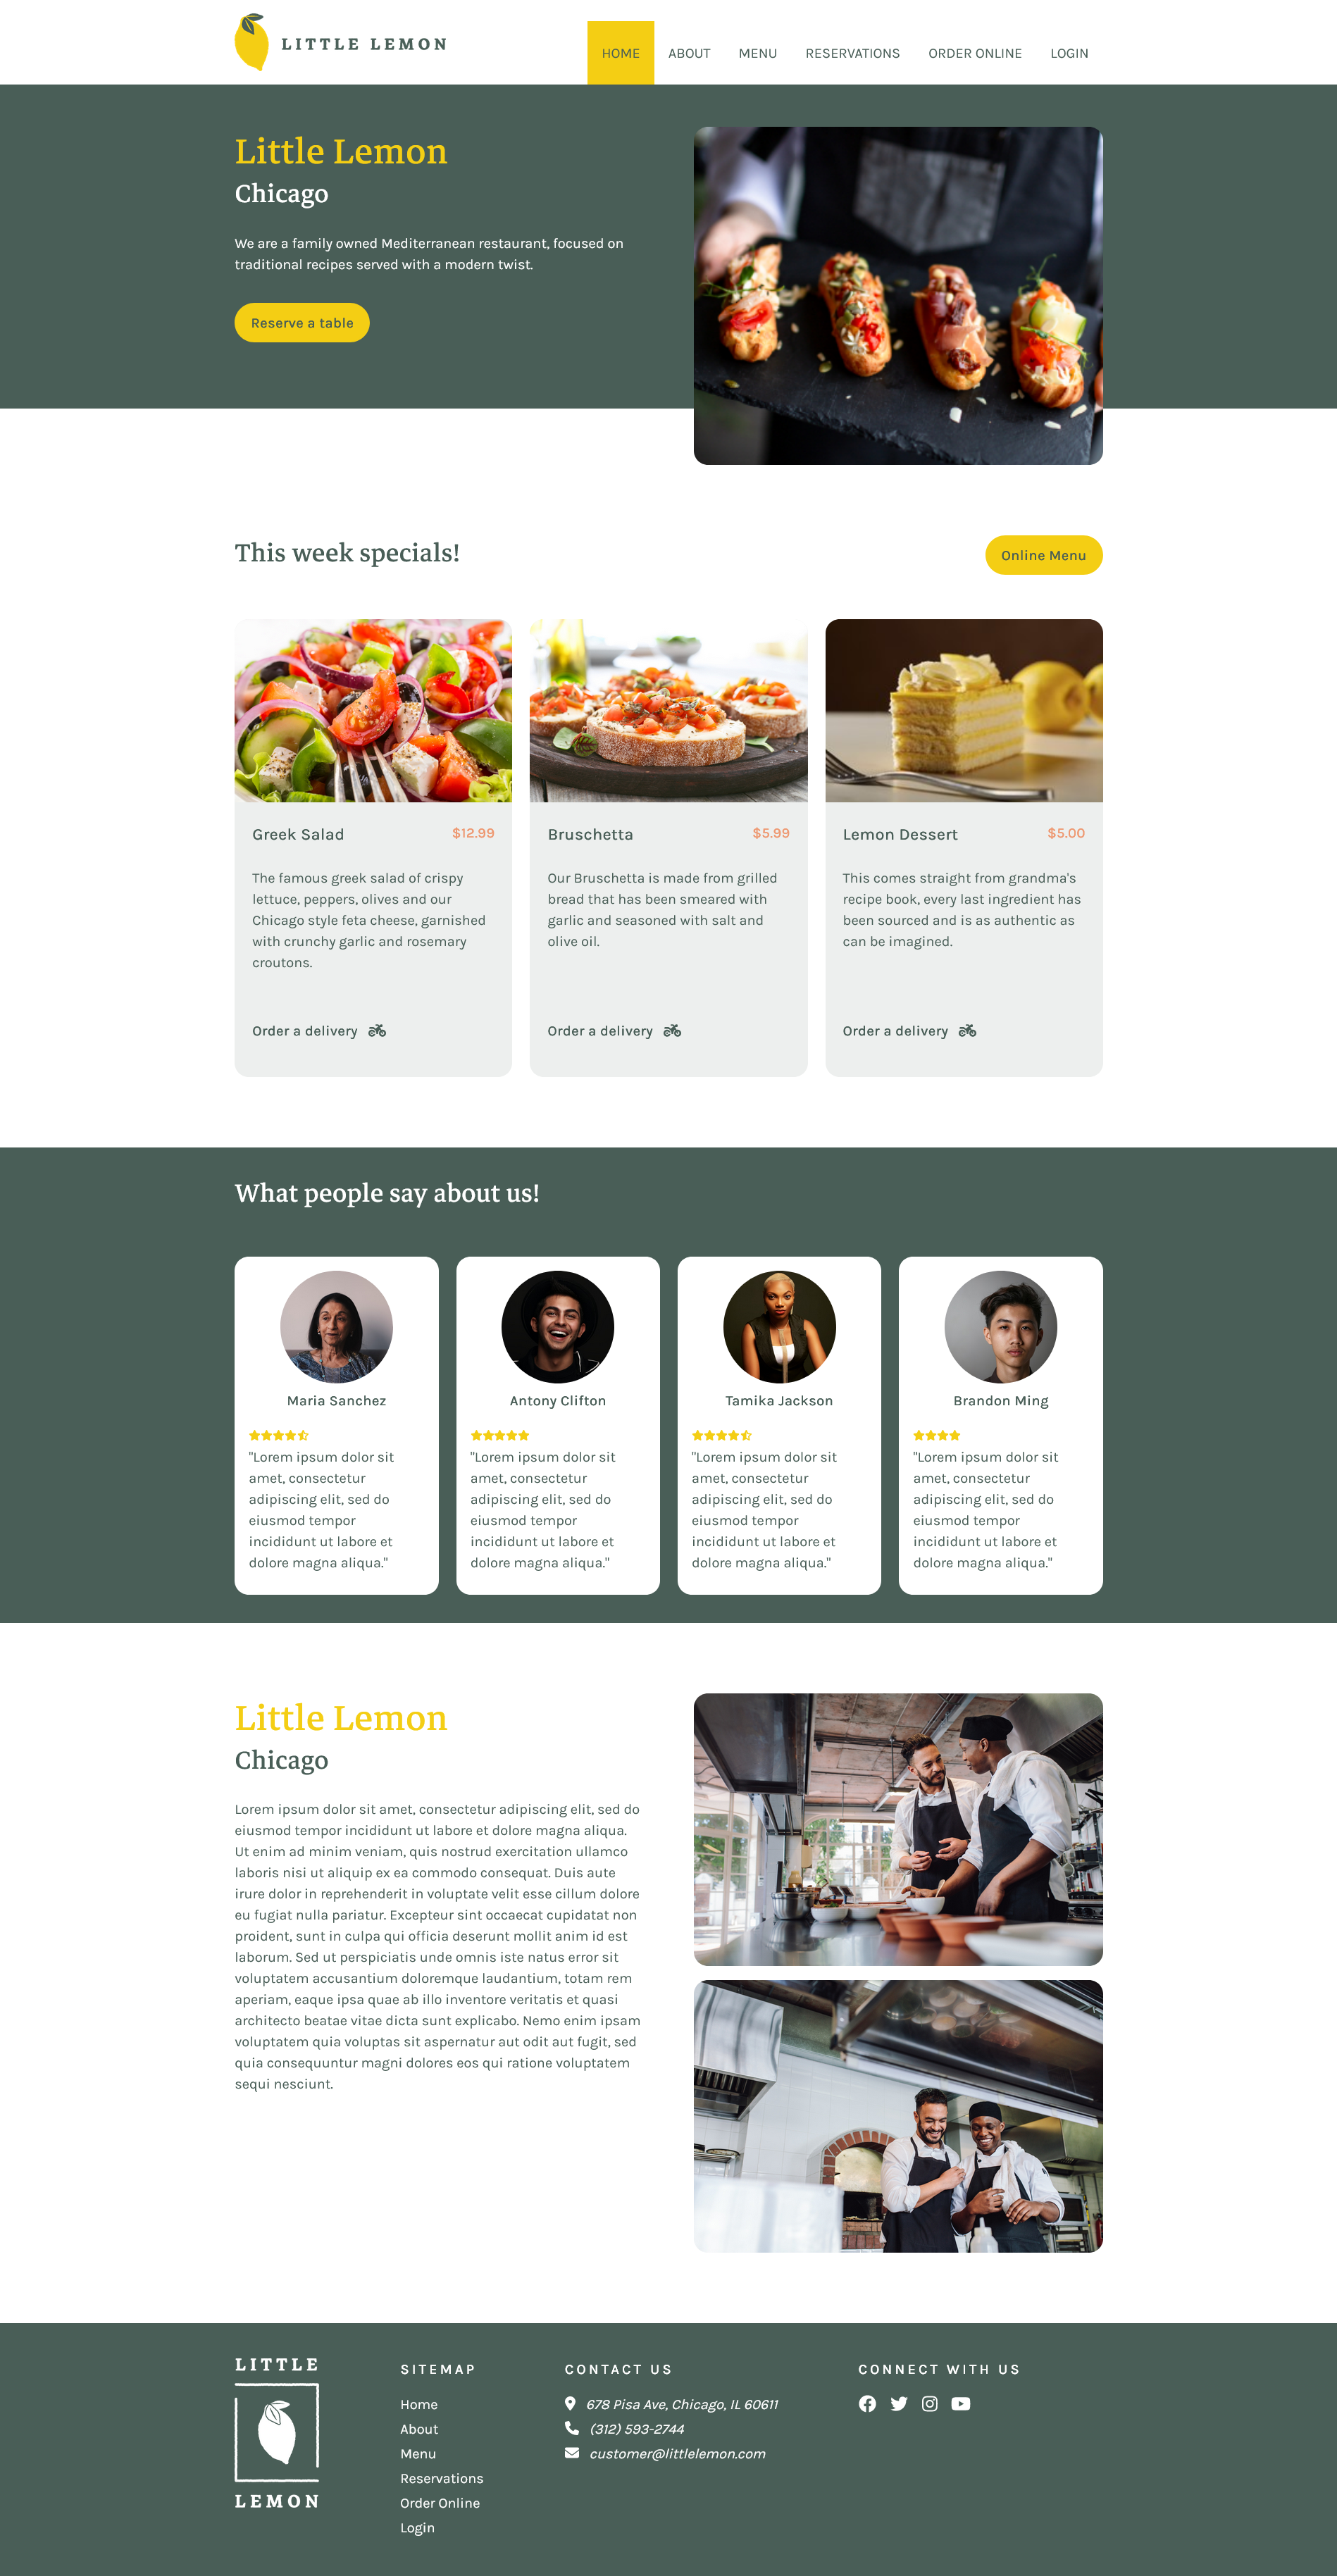 LITTLE LEMON
HOME ABOUT MENU RESERVATIONS ORDER ONLINE LOGIN
Little Lemon
Chicago
We are a family owned Mediterranean restaurant, focused on
traditional recipes served with a modern twist.
Reserve a table
This week specials!
Online Menu
Greek Salad $12.99
The famous greek salad of crispy
lettuce, peppers, olives and our
Chicago style feta cheese, garnished
with crunchy garlic and rosemary
croutons.
Order a delivery
Bruschetta $5.99
Our Bruschetta is made from grilled
bread that has been smeared with
garlic and seasoned with salt and
olive oil.
Order a delivery
Lemon Dessert $5.00
This comes straight from grandma's
recipe book, every last ingredient has
been sourced and is as authentic as
can be imagined.
Order a delivery
What people say about us!
Maria Sanchez
"Lorem ipsum dolor sit
amet, consectetur
adipiscing elit, sed do
eiusmod tempor
incididunt ut labore et
dolore magna aliqua."
Antony Clifton
"Lorem ipsum dolor sit
amet, consectetur
adipiscing elit, sed do
eiusmod tempor
incididunt ut labore et
dolore magna aliqua."
Tamika Jackson
"Lorem ipsum dolor sit
amet, consectetur
adipiscing elit, sed do
eiusmod tempor
incididunt ut labore et
dolore magna aliqua."
Brandon Ming
"Lorem ipsum dolor sit
amet, consectetur
adipiscing elit, sed do
eiusmod tempor
incididunt ut labore et
dolore magna aliqua."
Little Lemon
Chicago
Lorem ipsum dolor sit amet, consectetur adipiscing elit, sed do
eiusmod tempor incididunt ut labore et dolore magna aliqua.
Ut enim ad minim veniam, quis nostrud exercitation ullamco
laboris nisi ut aliquip ex ea commodo consequat. Duis aute
irure dolor in reprehenderit in voluptate velit esse cillum dolore
eu fugiat nulla pariatur. Excepteur sint occaecat cupidatat non
proident, sunt in culpa qui officia deserunt mollit anim id est
laborum. Sed ut perspiciatis unde omnis iste natus error sit
voluptatem accusantium doloremque laudantium, totam rem
aperiam, eaque ipsa quae ab illo inventore veritatis et quasi
architecto beatae vitae dicta sunt explicabo. Nemo enim ipsam
voluptatem quia voluptas sit aspernatur aut odit aut fugit, sed
quia consequuntur magni dolores eos qui ratione voluptatem
sequi nesciunt.
LITTLE
LEMON
SITEMAP
Home
About
Menu
Reservations
Order Online
Login
CONTACT US
678 Pisa Ave, Chicago, IL 60611
(312) 593-2744
customer@littlelemon.com
CONNECT WITH US